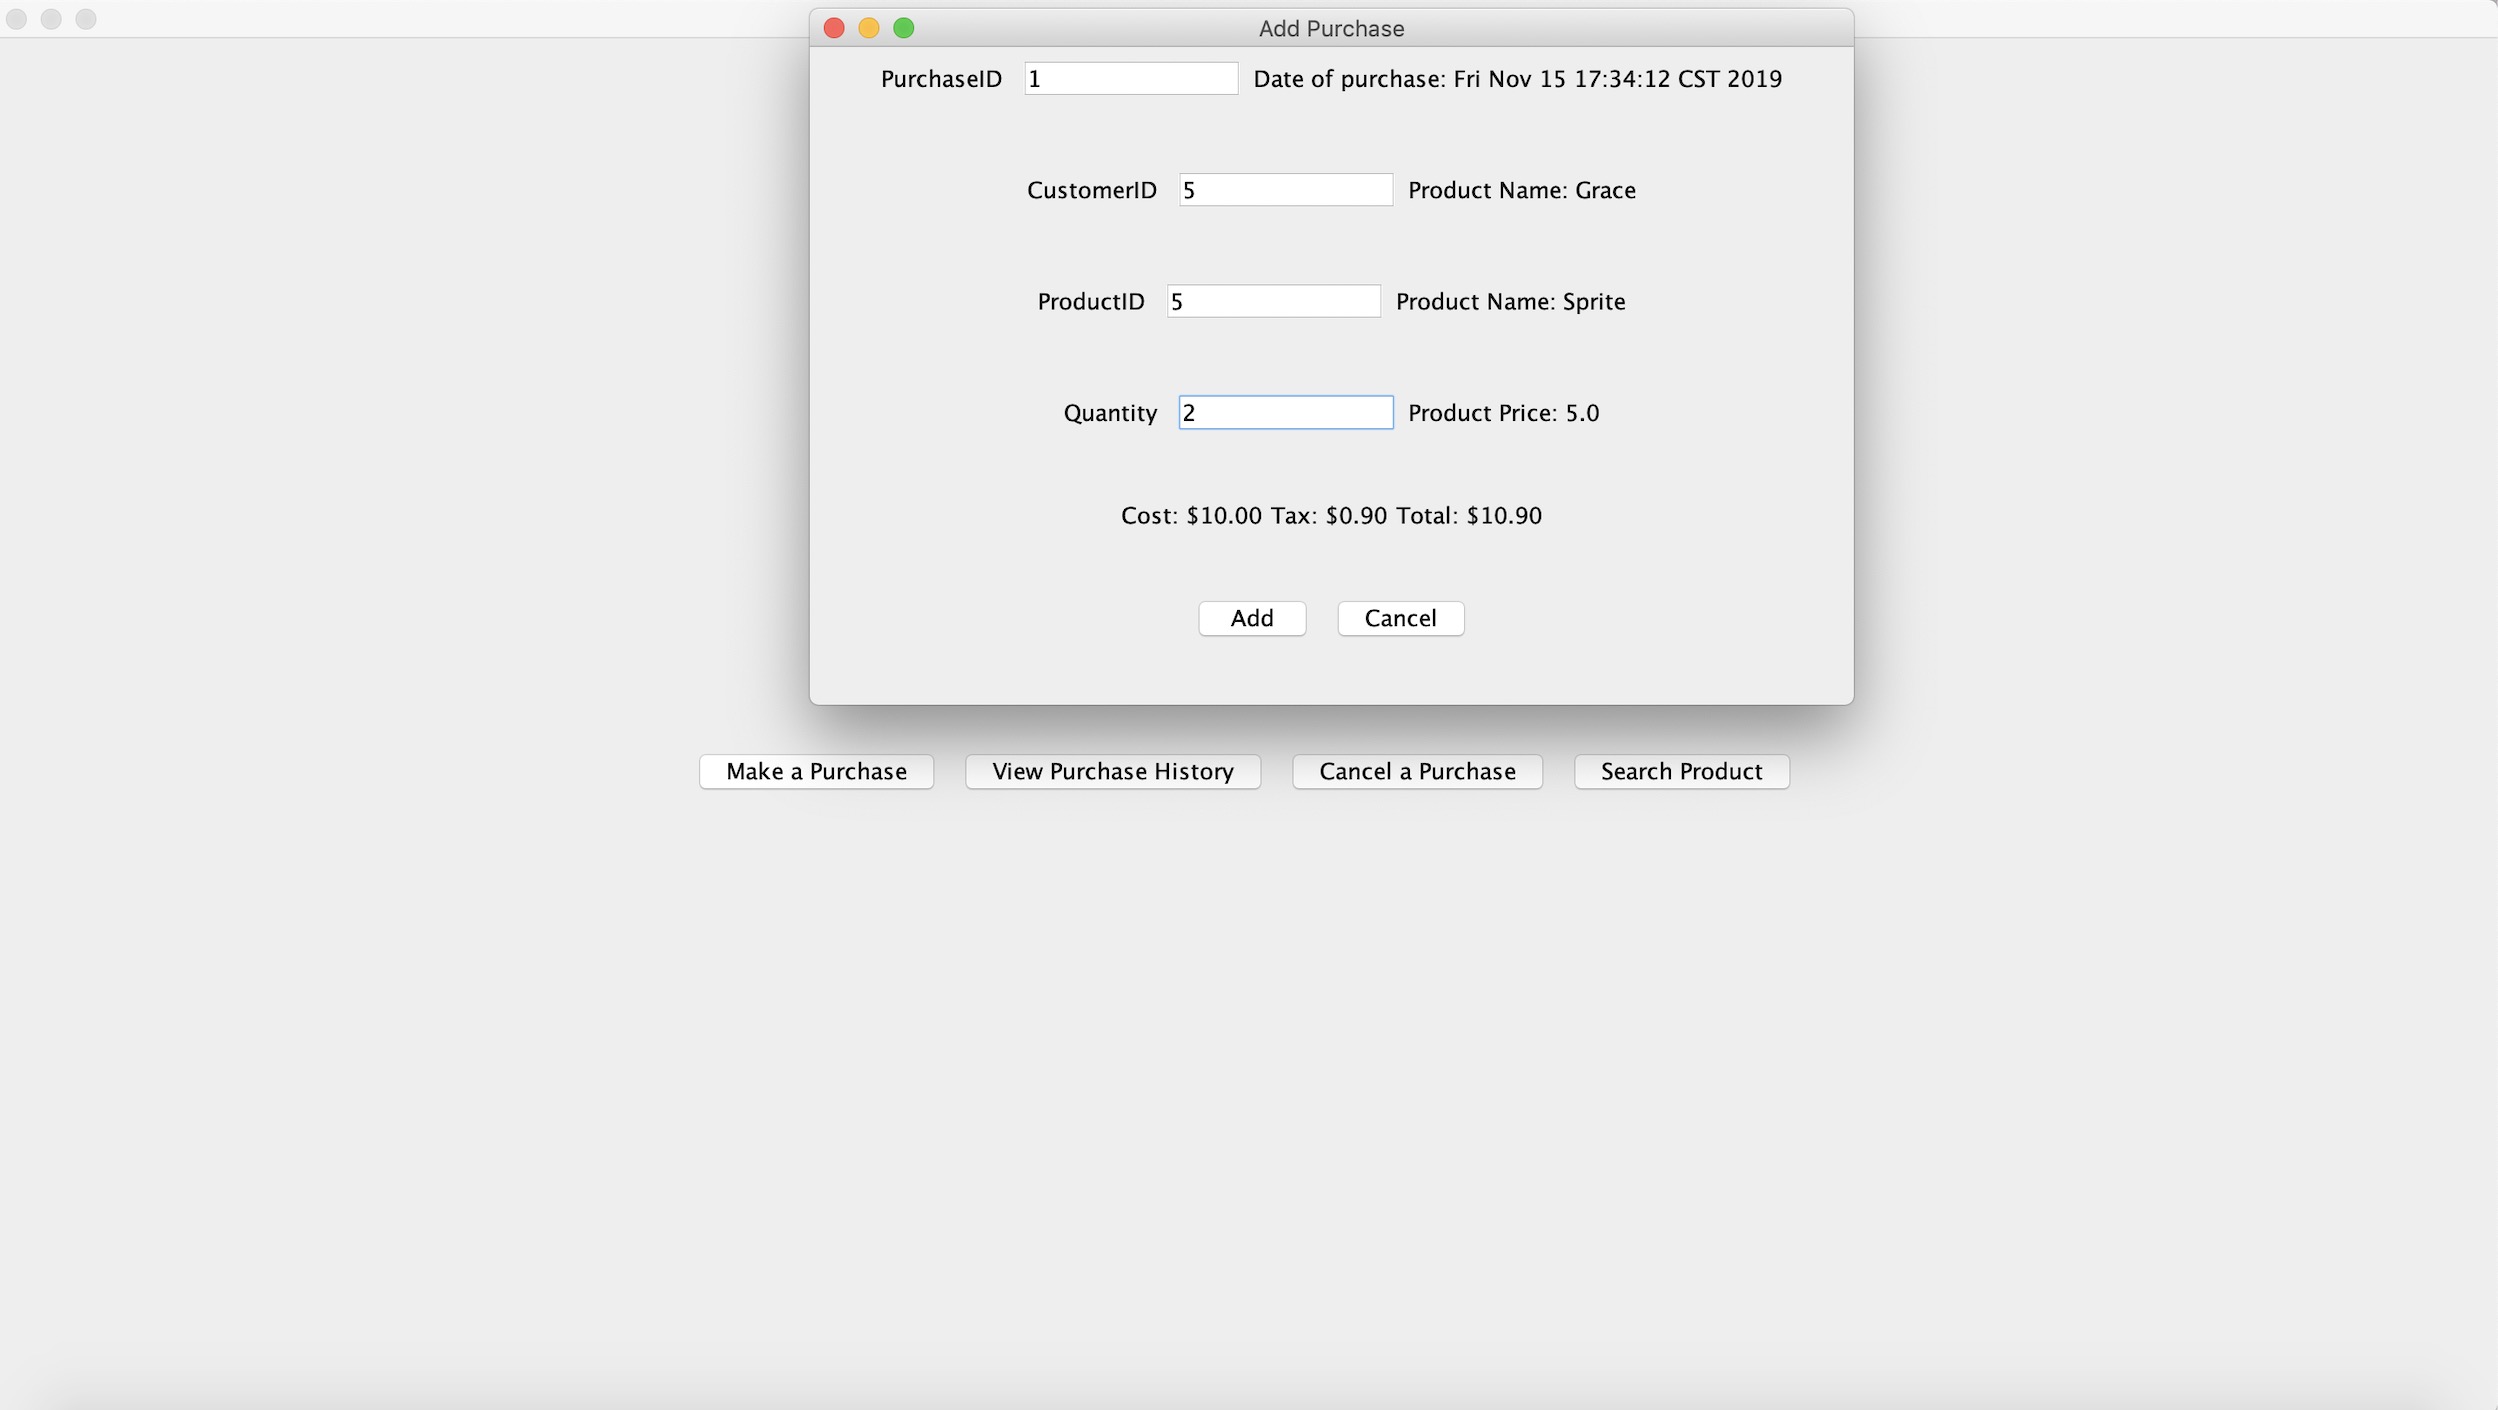 Add Purchase
PurchaseID 1 Date of purchase: Fri Nov 15 17:34:12 CST 2019
CustomerID 5 Product Name: Grace
ProductID 5 Product Name: Sprite
Quantity 2 Product Price: 5.0
Cost: $10.00 Tax: $0.90 Total: $10.90
Add Cancel
Make a Purchase View Purchase History Cancel a Purchase Search Product